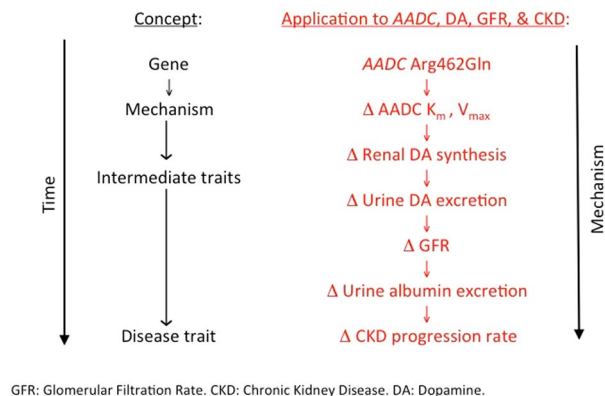 Concept:
Application to AADC, DA, GFR, & CKD:
Gene
AADC Arg462Gln
Mechanism
Δ AADC Km , Vmax
Δ Renal DA synthesis
Intermediate traits
Δ Urine DA excretion
Δ GFR
Δ Urine albumin excretion
Disease trait
Δ CKD progression rate
Time
Mechanism
GFR: Glomerular Filtration Rate. CKD: Chronic Kidney Disease. DA: Dopamine.